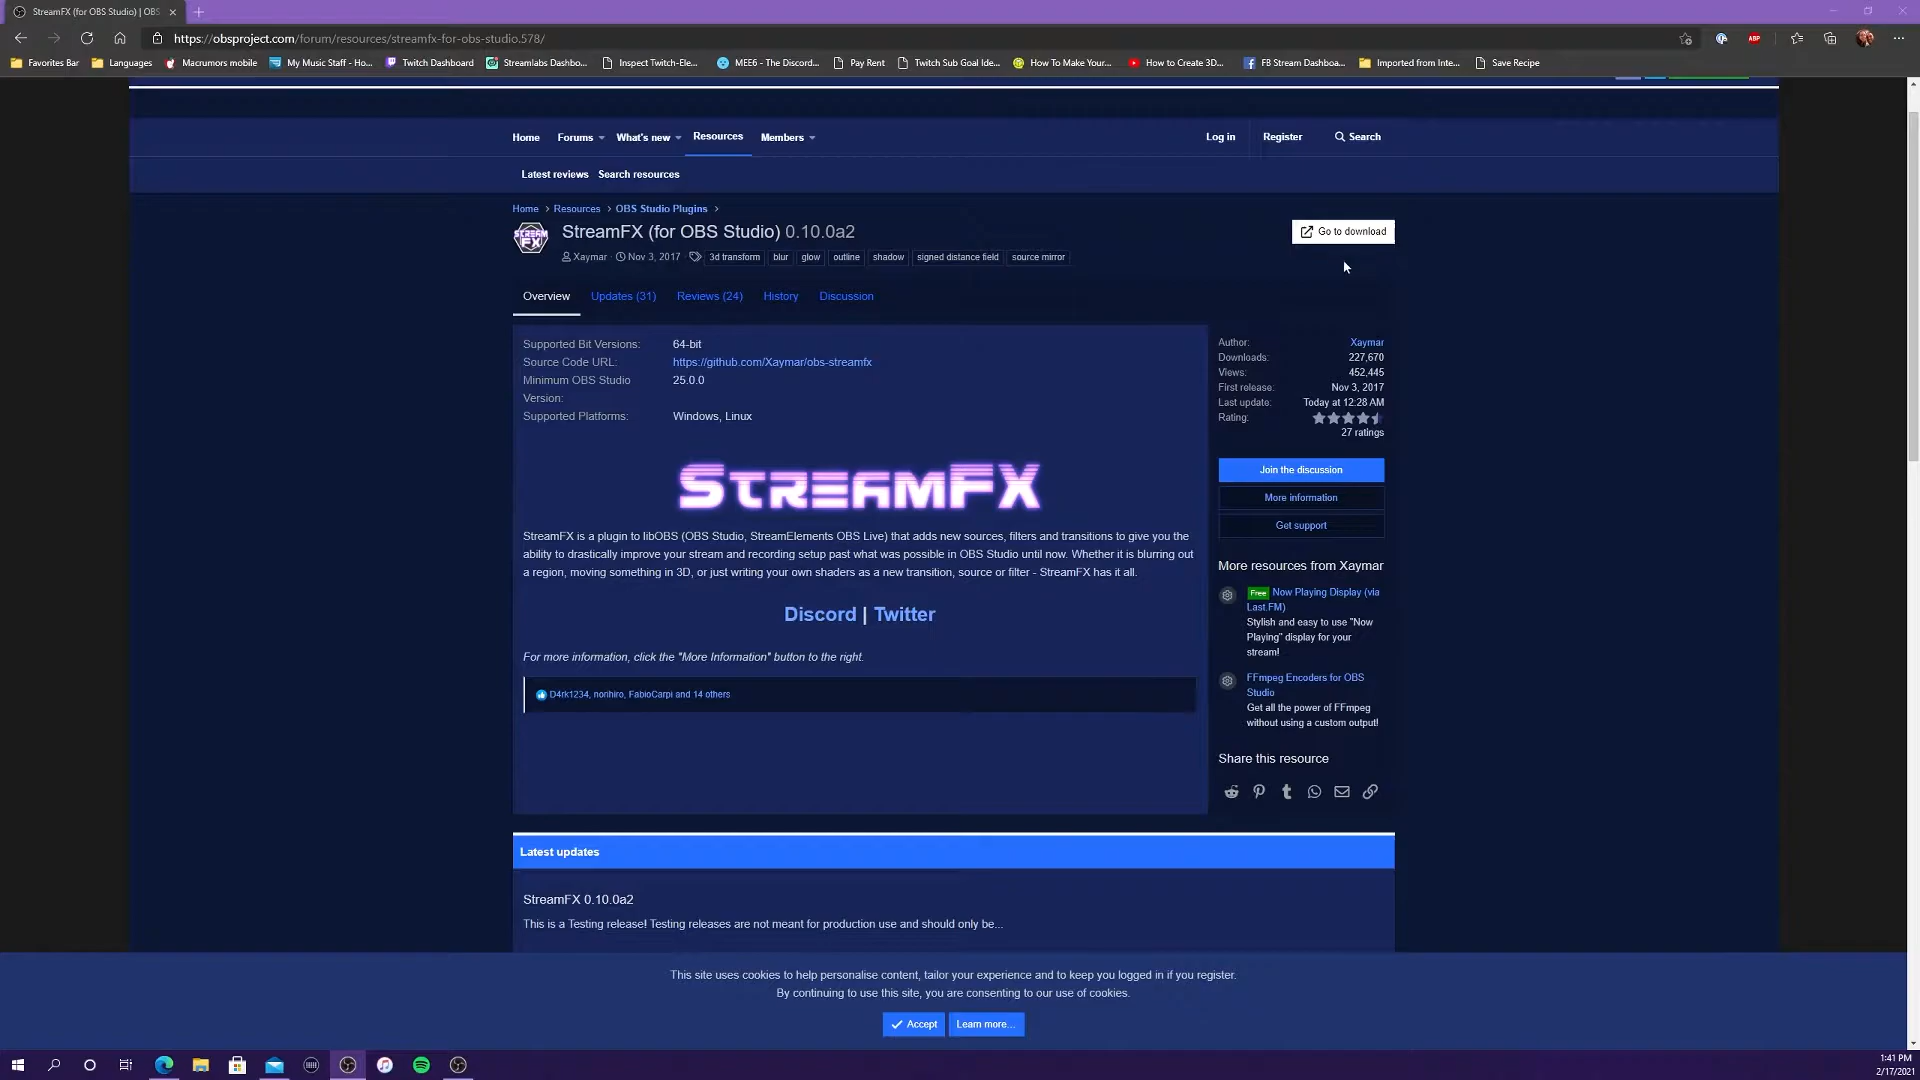 StreamFX (for OBS Studio) | OBS
https://obsproject.com/forum/resources/streamfx-for-obs-studio.578/
ABP
Favorites Bar Languages Macrumors mobile My Music Staff - Ho... Twitch Dashboard Streamlabs Dashbo... Inspect Twitch-Ele... MEE6 - The Discord... Pay Rent Twitch Sub Goal Ide... How To Make Your... How to Create 3D... FB Stream Dashboa... Imported from Inte... Save Recipe
Home Forums What's new Resources Members Log in Register Search
Latest reviews Search resources
Home > Resources > OBS Studio Plugins >
STREAM FX
StreamFX (for OBS Studio) 0.10.0a2
Go to download
Xaymar Nov 3, 2017 3d transform blur glow outline shadow signed distance field source mirror
Overview Updates (31) Reviews (24) History Discussion
Supported Bit Versions: 64-bit
Source Code URL: https://github.com/Xaymar/obs-streamfx
Minimum OBS Studio Version: 25.0.0
Supported Platforms: Windows, Linux
STREAMFX
StreamFX is a plugin to libOBS (OBS Studio, StreamElements OBS Live) that adds new sources, filters and transitions to give you the
ability to drastically improve your stream and recording setup past what was possible in OBS Studio until now. Whether it is blurring out
a region, moving something in 3D, or just writing your own shaders as a new transition, source or filter - StreamFX has it all.
Discord | Twitter
For more information, click the "More Information" button to the right.
D4rk1234, norihiro, FabioCarpi and 14 others
Author: Xaymar
Downloads: 227,670
Views: 452,445
First release: Nov 3, 2017
Last update: Today at 12:28 AM
Rating:
27 ratings
Join the discussion
More information
Get support
More resources from Xaymar
Free Now Playing Display (via
Last.FM)
Stylish and easy to use "Now
Playing" display for your
stream!
FFmpeg Encoders for OBS
Studio
Get all the power of FFmpeg
without using a custom output!
Share this resource
Latest updates
StreamFX 0.10.0a2
This is a Testing release! Testing releases are not meant for production use and should only be...
This site uses cookies to help personalise content, tailor your experience and to keep you logged in if you register.
By continuing to use this site, you are consenting to our use of cookies.
Accept Learn more...
1:41 PM
2/17/2021